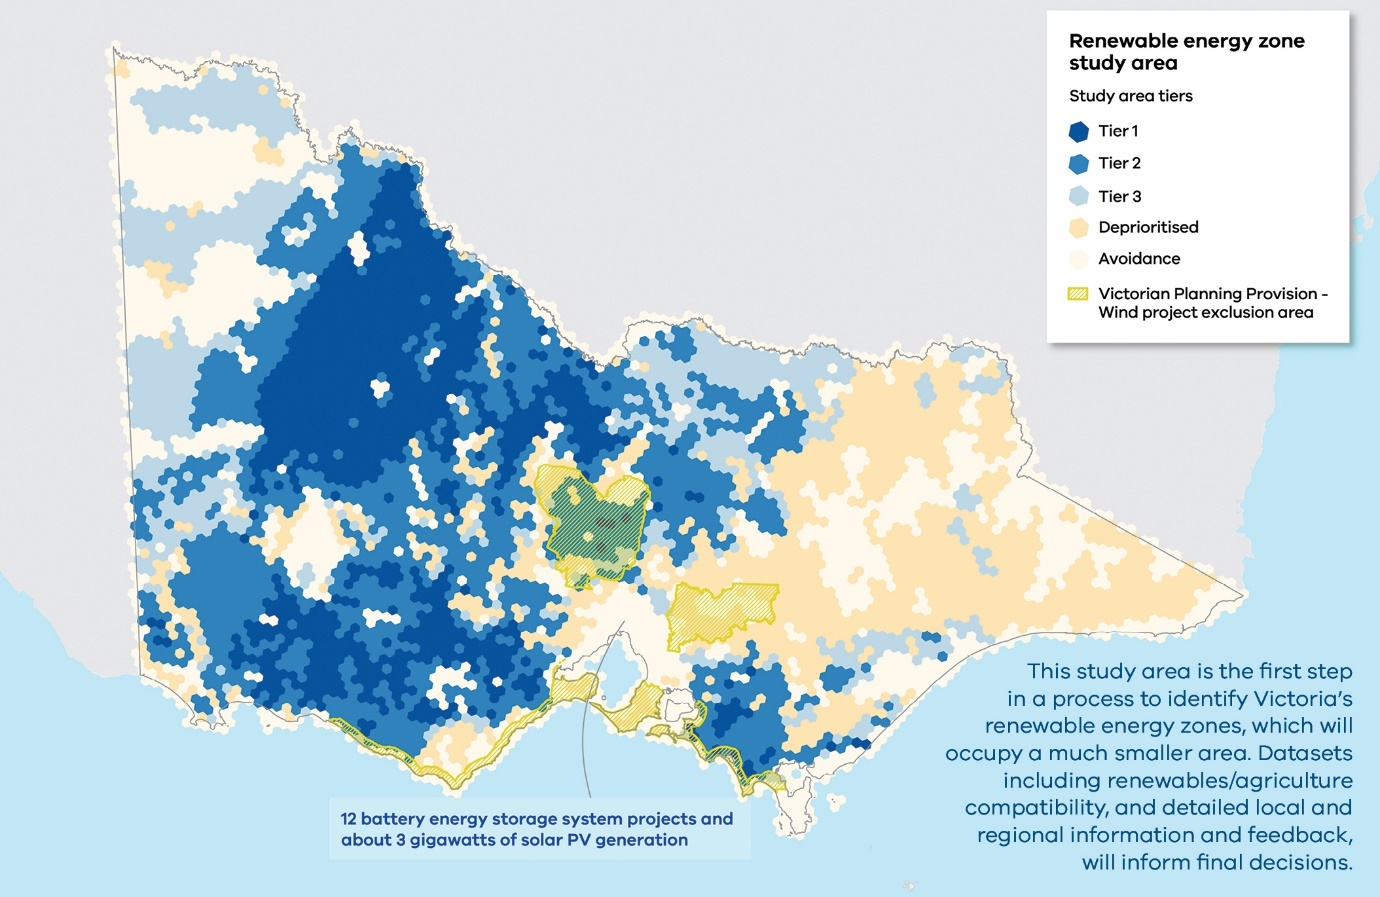 Renewable energy zone
study area
Study area tiers
Tier 1
Tier 2
Tier 3
Deprioritised
Avoidance
Victorian Planning Provision -
Wind project exclusion area
This study area is the first step
in a process to identify Victoria's
renewable energy zones, which will
occupy a much smaller area. Datasets
including renewables/agriculture
compatibility, and detailed local and
regional information and feedback,
will inform final decisions.
12 battery energy storage system projects and
about 3 gigawatts of solar PV generation